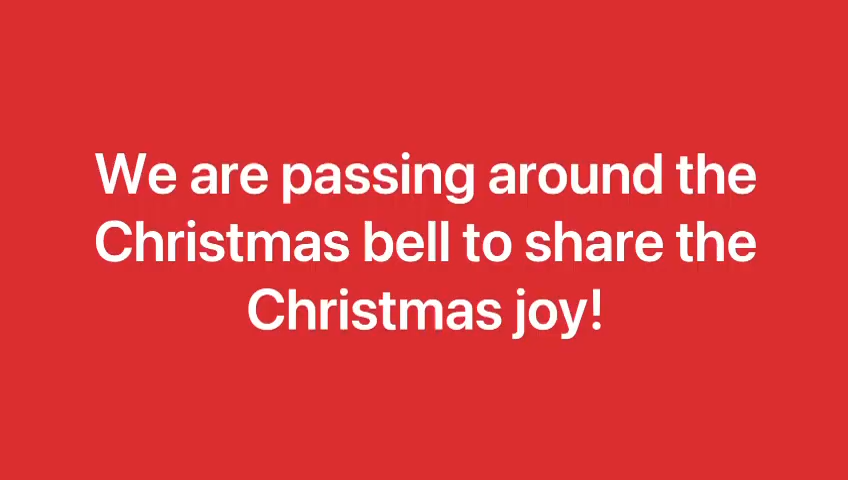 We are passing around the
Christmas bell to share the
Christmas joy!